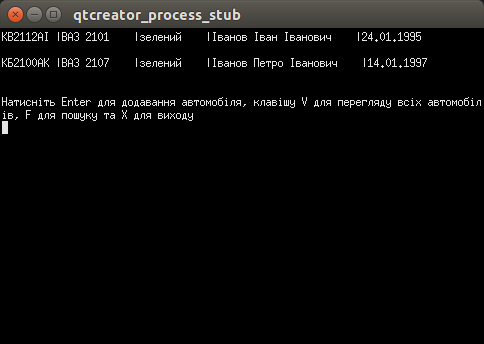 qtcreator_process_stub
КВ2112АІ |ВАЗ 2101 |зелений |Іванов Іван Іванович |24.01.1995
КБ2100АК |ВАЗ 2107 |зелений |Іванов Петро Іванович |14.01.1997
Натисніть Enter для додавання автомобіля, клавішу V для перегляду всіх автомобіл
ів, F для пошуку та X для виходу